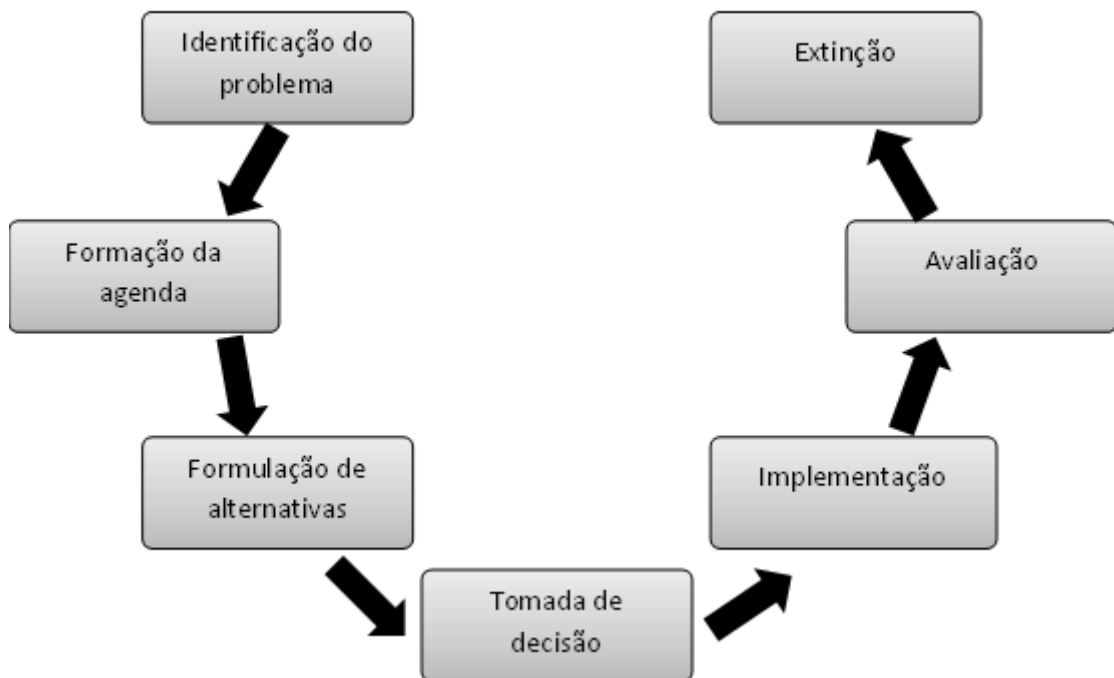 Identificação do
problema
Formação da
agenda
Formulação de
alternativas
Tomada de
decisão
Implementação
Avaliação
Extinção